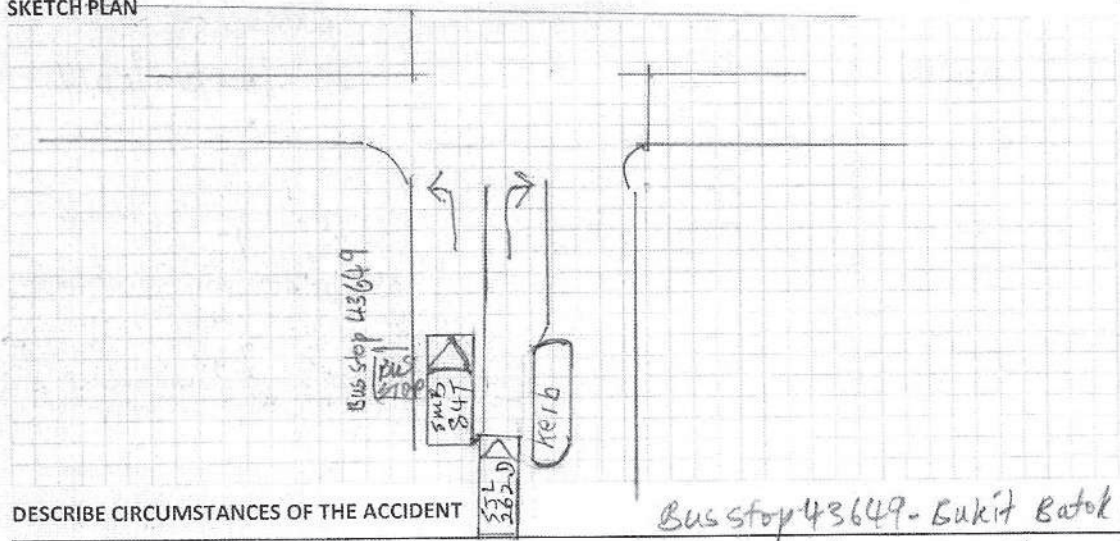 SKETCH PLAN
Bus stop 43649
BUS
STOP
SMB
84T
Kerb
SJL
262D
DESCRIBE CIRCUMSTANCES OF THE ACCIDENT
Bus stop 43649 - Bukit Batok